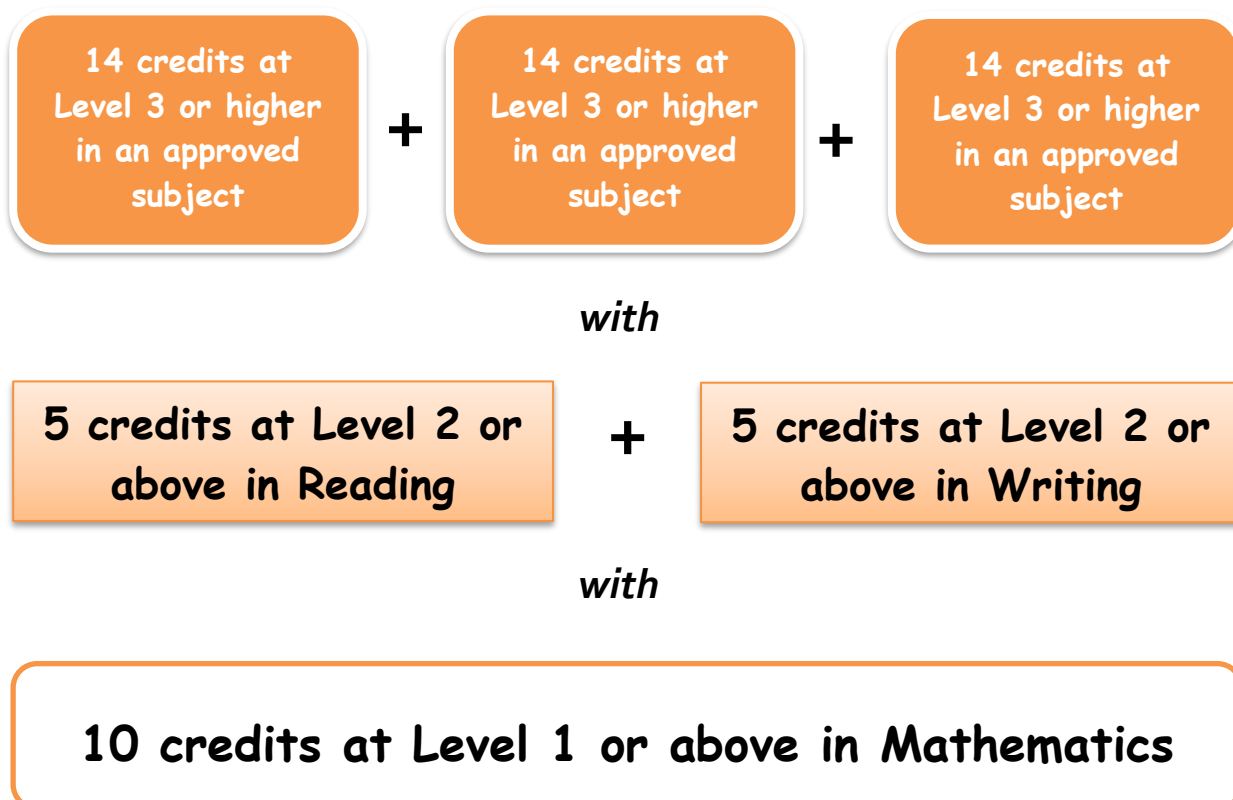 14 credits at
Level 3 or higher
in an approved
subject
+
14 credits at
Level 3 or higher
in an approved
subject
+
14 credits at
Level 3 or higher
in an approved
subject
with
5 credits at Level 2 or
above in Reading
+
5 credits at Level 2 or
above in Writing
with
10 credits at Level 1 or above in Mathematics